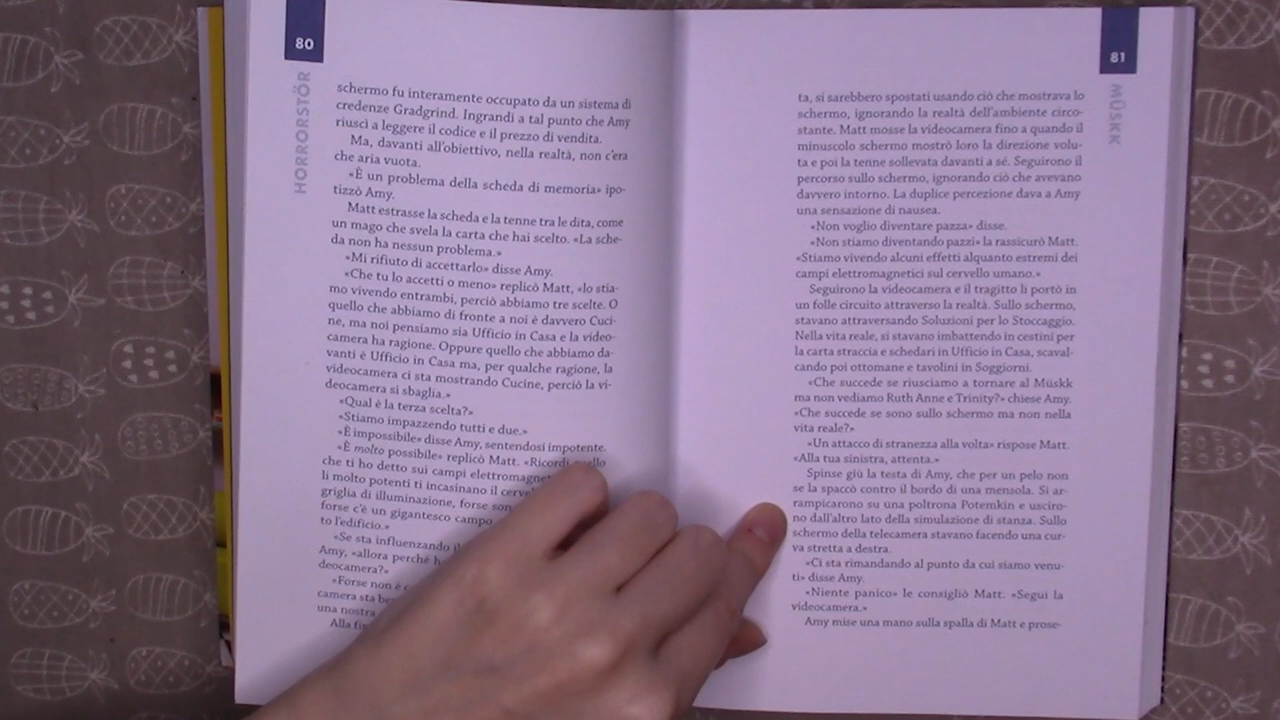 80
HORRORSTÖR
schermo fu interamente occupato da un sistema di
credenze Gradgrind. Ingrandì a tal punto che Amy
riuscì a leggere il codice e il prezzo di vendita.
Ma, davanti all'obiettivo, nella realtà, non c'era
che aria vuota.
«È un problema della scheda di memoria» ipo-
tizzò Amy.
Matt estrasse la scheda e la tenne tra le dita, come
un mago che svela la carta che hai scelto. «La sche-
da non ha nessun problema.»
«Mi rifiuto di accettarlo» disse Amy.
«Che tu lo accetti o meno» replicò Matt, «lo stia-
mo vivendo entrambi, perciò abbiamo tre scelte. O
quello che abbiamo di fronte a noi è davvero Cuci-
ne, ma noi pensiamo sia Ufficio in Casa e la video-
camera ha ragione. Oppure quello che abbiamo da-
vanti è Ufficio in Casa ma, per qualche ragione, la
videocamera ci sta mostrando Cucine, perciò la vi-
deocamera si sbaglia.»
«Qual è la terza scelta?»
«Stiamo impazzendo tutti e due.»
«È impossibile» disse Amy, sentendosi impotente.
«È molto possibile» replicò Matt. «Ricordi quello
che ti ho detto sui campi elettromagnet
li molto potenti ti incasinano il cerve
griglia di illuminazione, forse son
forse c'è un gigantesco campo
to l'edificio.»
«Se sta influenzando il
Amy, «allora perché h
deocamera?»
«Forse non è
camera sta be
una nostra
Alla fi
81
MÜSKK
ta, si sarebbero spostati usando ciò che mostrava lo
schermo, ignorando la realtà dell'ambiente circo-
stante. Matt mosse la videocamera fino a quando il
minuscolo schermo mostrò loro la direzione volu-
ta e poi la tenne sollevata davanti a sé. Seguirono il
percorso sullo schermo, ignorando ciò che avevano
davvero intorno. La duplice percezione dava a Amy
una sensazione di nausea.
«Non voglio diventare pazza» disse.
«Non stiamo diventando pazzi» la rassicurò Matt.
«Stiamo vivendo alcuni effetti alquanto estremi dei
campi elettromagnetici sul cervello umano.»
Seguirono la videocamera e il tragitto li portò in
un folle circuito attraverso la realtà. Sullo schermo,
stavano attraversando Soluzioni per lo Stoccaggio.
Nella vita reale, si stavano imbattendo in cestini per
la carta straccia e schedari in Ufficio in Casa, scaval-
cando poi ottomane e tavolini in Soggiorni.
«Che succede se riusciamo a tornare al Müskk
ma non vediamo Ruth Anne e Trinity?» chiese Amy.
«Che succede se sono sullo schermo ma non nella
vita reale?»
«Un attacco di stranezza alla volta» rispose Matt.
«Alla tua sinistra, attenta.»
Spinse giù la testa di Amy, che per un pelo non
se la spaccò contro il bordo di una mensola. Si ar-
rampicarono su una poltrona Potemkin e usciro-
no dall'altro lato della simulazione di stanza. Sullo
schermo della telecamera stavano facendo una cur-
va stretta a destra.
«Ci sta rimandando al punto da cui siamo venu-
ti» disse Amy.
«Niente panico» le consigliò Matt. «Segui la
videocamera.»
Amy mise una mano sulla spalla di Matt e prose-